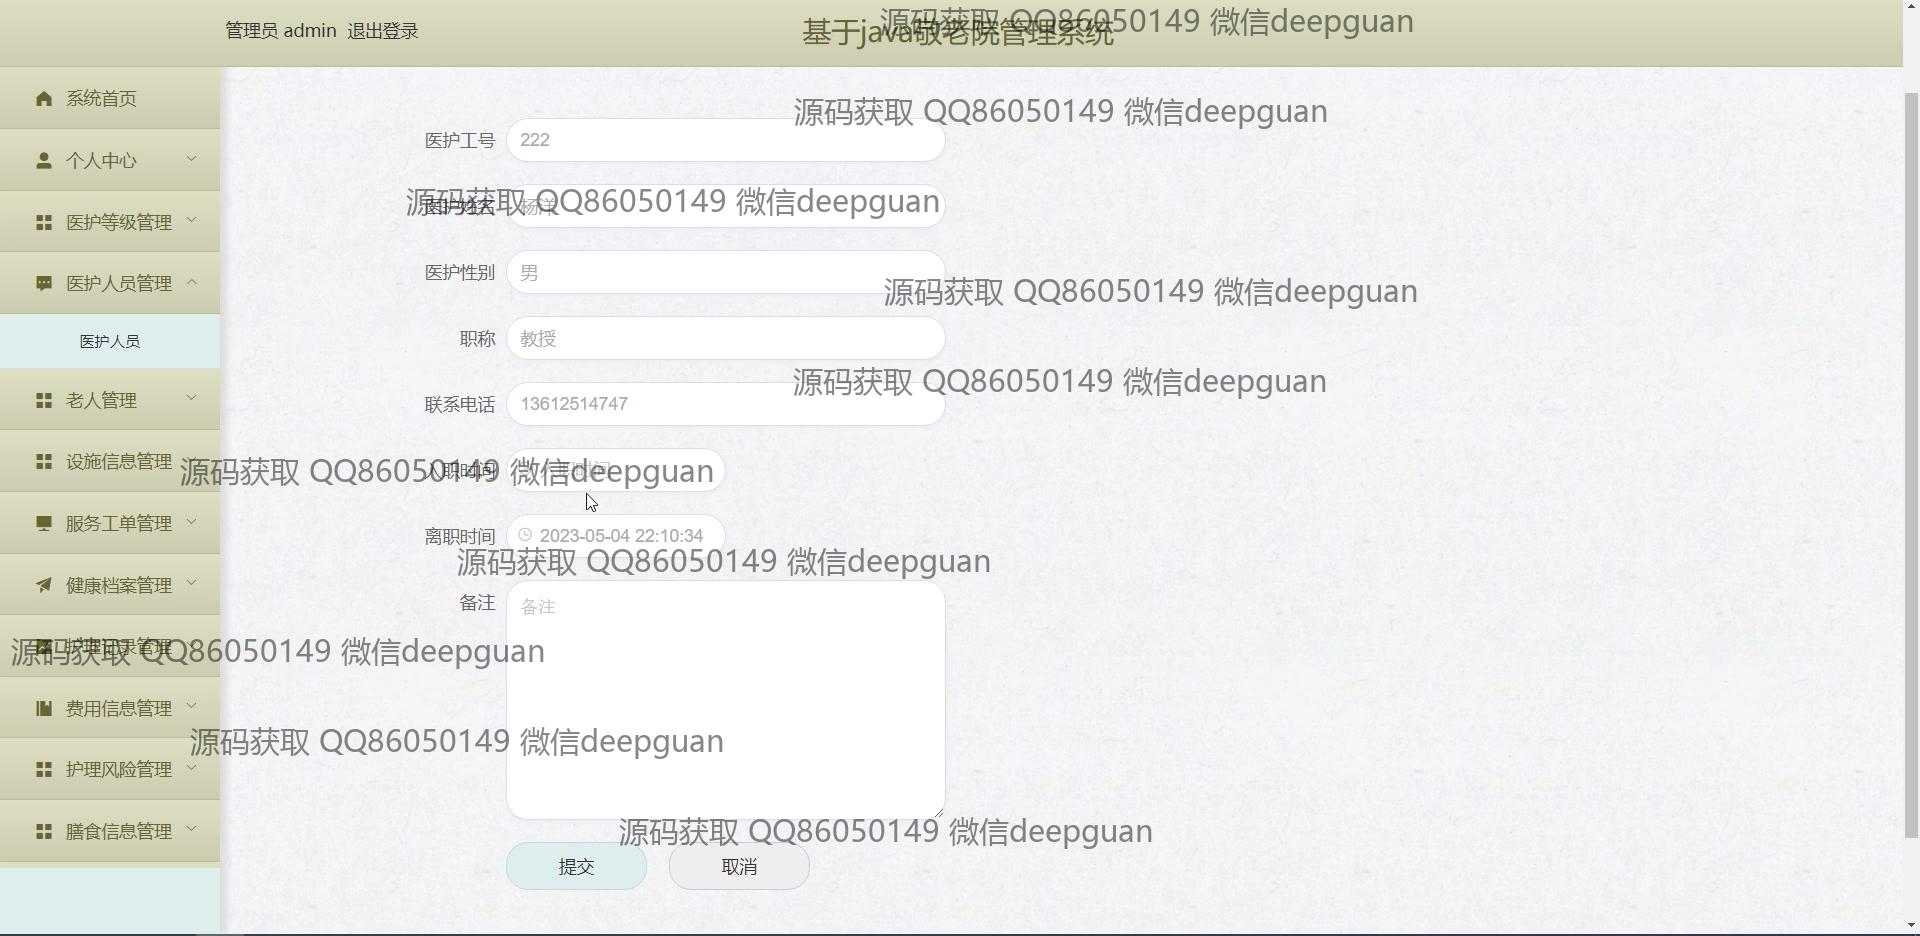 管理员 admin 退出登录
基于java敬老院管理系统
源码获取 QQ86050149 微信deepguan
系统首页
源码获取 QQ86050149 微信deepguan
医护工号 222
个人中心
源码获取 QQ86050149 微信deepguan
医护姓名 杨洋
医护等级管理
医护性别 男
医护人员管理
源码获取 QQ86050149 微信deepguan
职称 教授
医护人员
源码获取 QQ86050149 微信deepguan
联系电话 13612514747
老人管理
设施信息管理
源码获取 QQ86050149 微信deepguan
入职时间 入职时间
服务工单管理
离职时间 2023-05-04 22:10:34
源码获取 QQ86050149 微信deepguan
健康档案管理
备注 备注
护理记录管理
源码获取 QQ86050149 微信deepguan
费用信息管理
源码获取 QQ86050149 微信deepguan
护理风险管理
膳食信息管理
源码获取 QQ86050149 微信deepguan
提交 取消